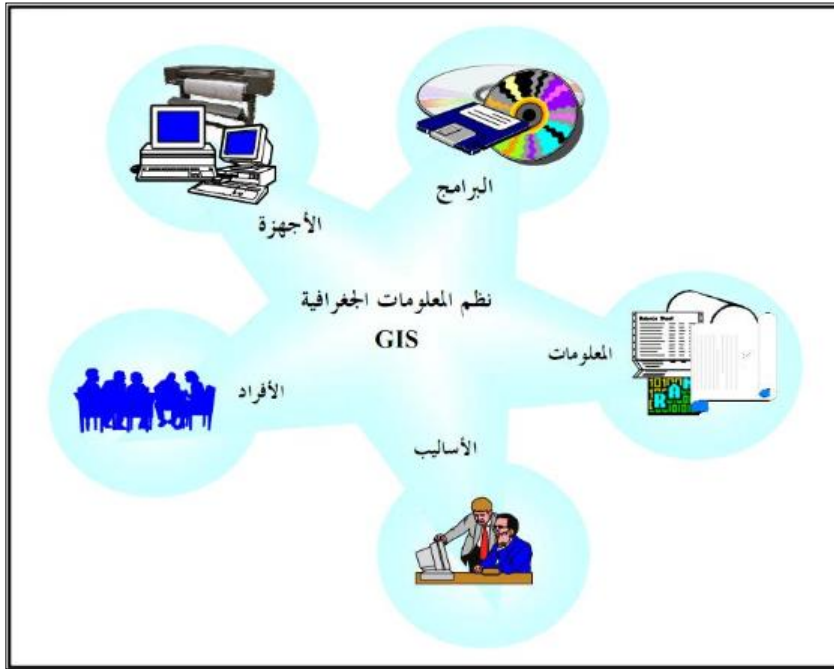 البرامج
الأجهزة
نظم المعلومات الجغرافية
GIS
المعلومات
الأفراد
الأساليب